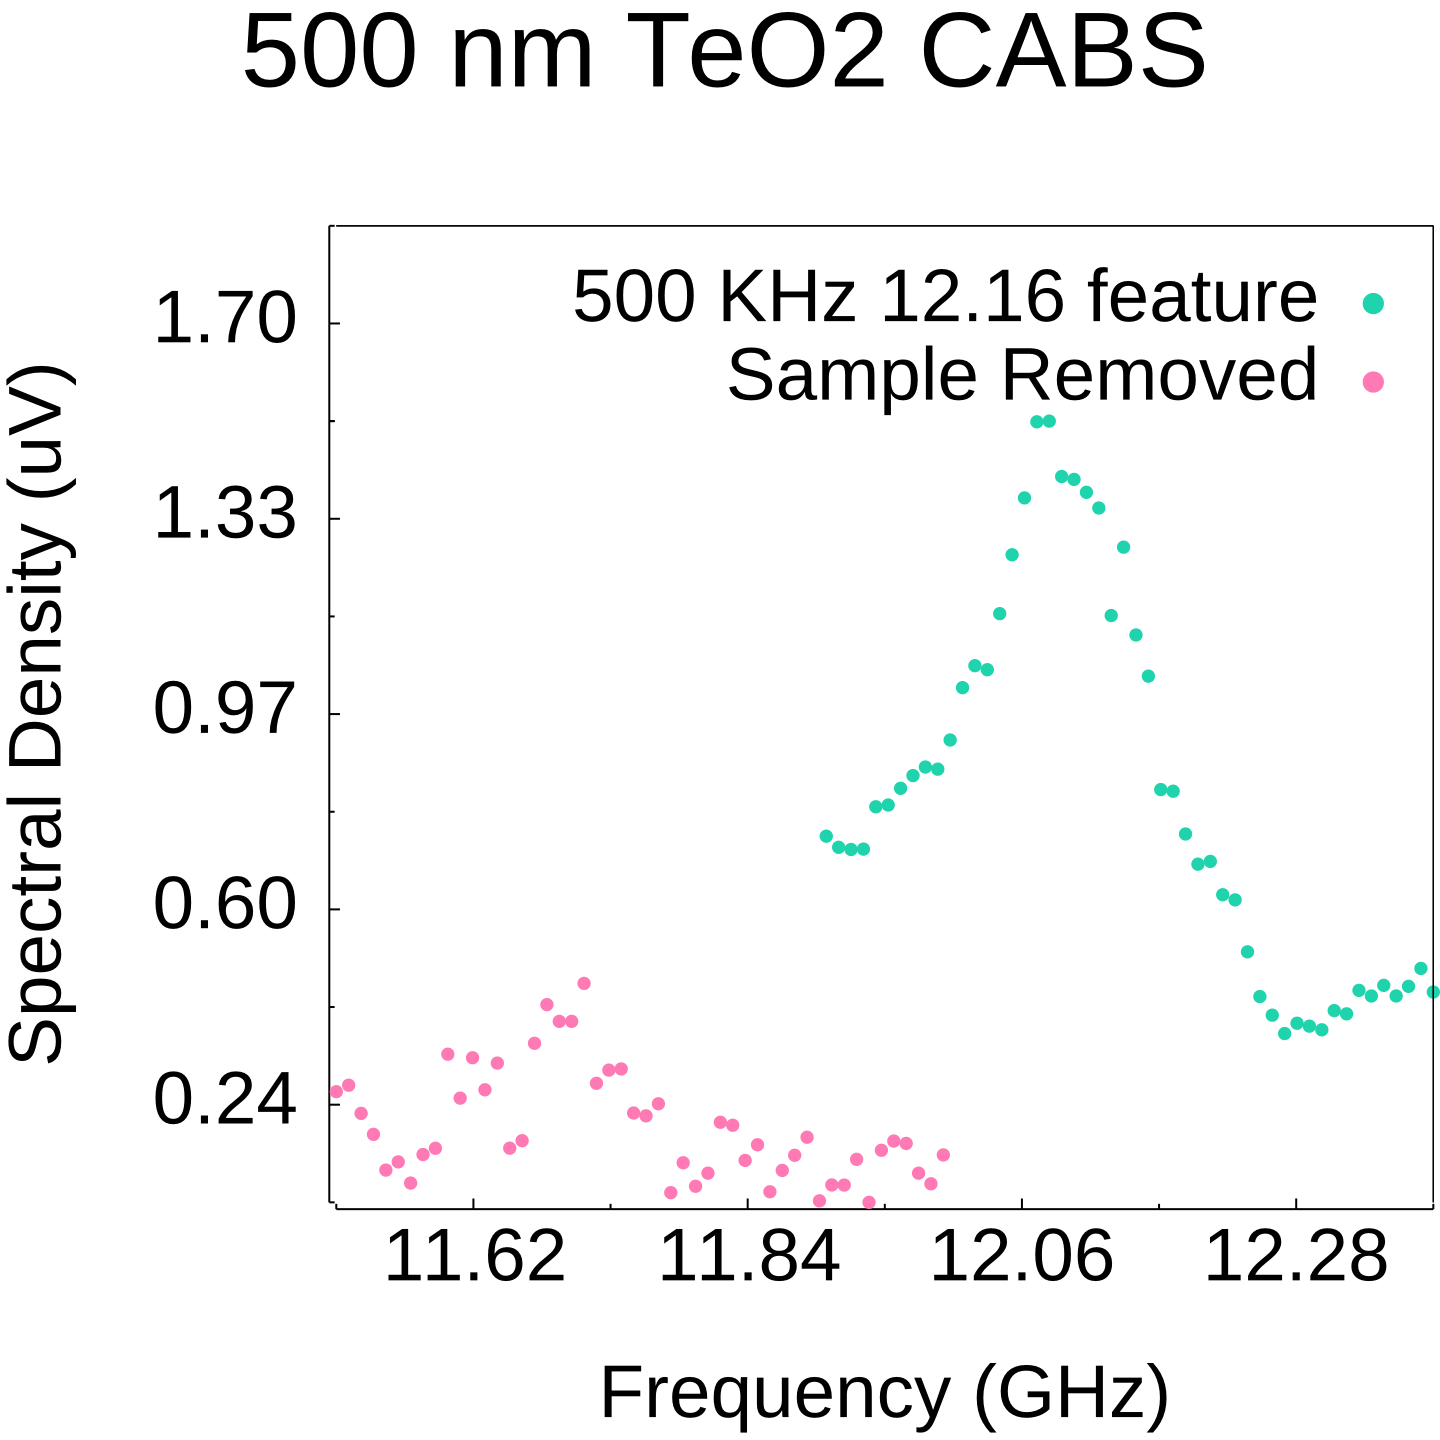 500 nm TeO2 CABS
500 KHz 12.16 feature
Sample Removed
Spectral Density (uV)
1.70
1.33
0.97
0.60
0.24
11.62
11.84
12.06
12.28
Frequency (GHz)